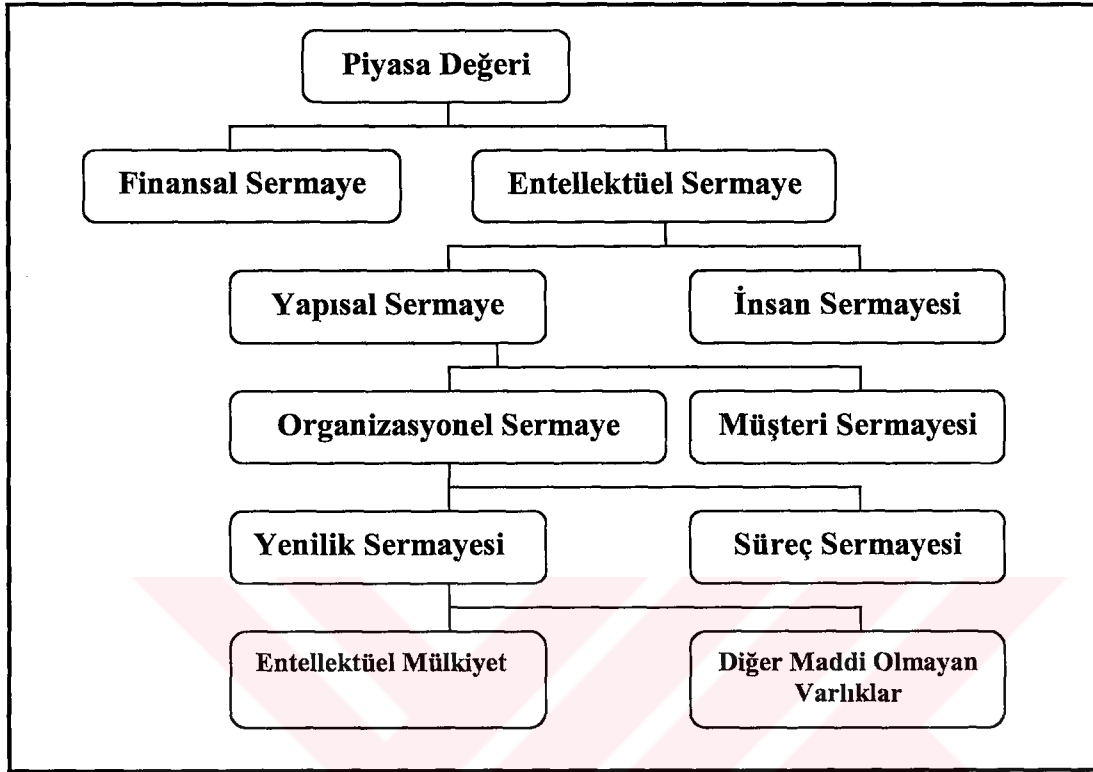 Piyasa Değeri
Finansal Sermaye
Entellektüel Sermaye
Yapısal Sermaye
İnsan Sermayesi
Organizasyonel Sermaye
Müşteri Sermayesi
Yenilik Sermayesi
Süreç Sermayesi
Entellektüel Mülkiyet
Diğer Maddi Olmayan
Varlıklar